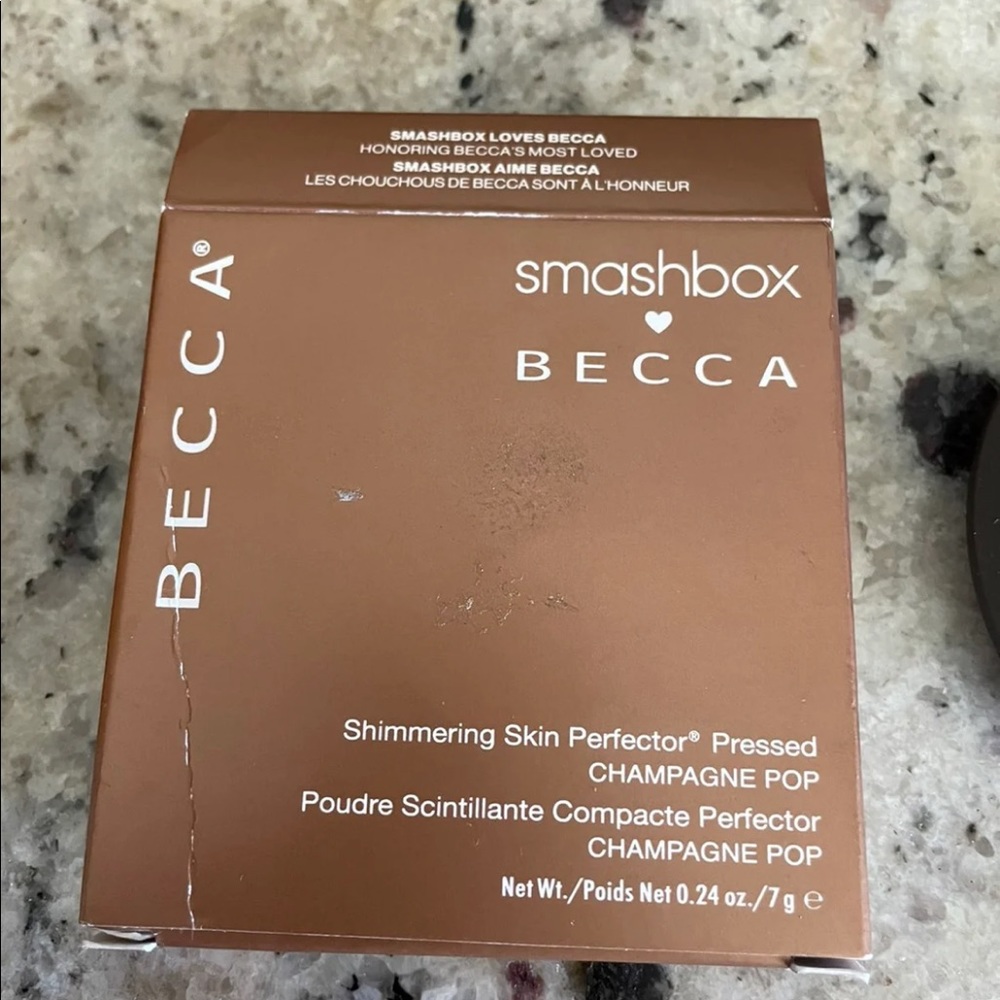 SMASHBOX LOVES BECCA
HONORING BECCA'S MOST LOVED
SMASHBOX AIME BECCA
LES CHOUCHOUS DE BECCA SONT À L'HONNEUR
BECCA®
smashbox
BECCA
Shimmering Skin Perfector® Pressed
CHAMPAGNE POP
Poudre Scintillante Compacte Perfector
CHAMPAGNE POP
Net Wt./Poids Net 0.24 oz./7 g ℮